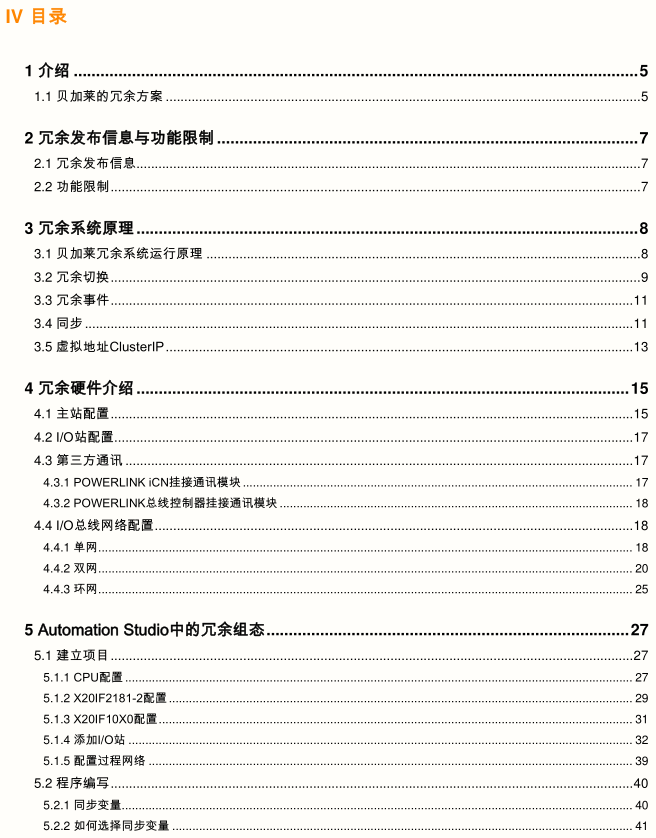 IV 目录
1 介绍 5
1.1 贝加莱的冗余方案 5
2 冗余发布信息与功能限制 7
2.1 冗余发布信息 7
2.2 功能限制 7
3 冗余系统原理 8
3.1 贝加莱冗余系统运行原理 8
3.2 冗余切换 9
3.3 冗余事件 11
3.4 同步 11
3.5 虚拟地址ClusterIP 13
4 冗余硬件介绍 15
4.1 主站配置 15
4.2 I/O站配置 17
4.3 第三方通讯 17
4.3.1 POWERLINK iCN挂接通讯模块 17
4.3.2 POWERLINK总线控制器挂接通讯模块 18
4.4 I/O总线网络配置 18
4.4.1 单网 18
4.4.2 双网 20
4.4.3 环网 25
5 Automation Studio中的冗余组态 27
5.1 建立项目 27
5.1.1 CPU配置 27
5.1.2 X20IF2181-2配置 29
5.1.3 X20IF10X0配置 31
5.1.4 添加I/O站 32
5.1.5 配置过程网络 39
5.2 程序编写 40
5.2.1 同步变量 40
5.2.2 如何选择同步变量 41